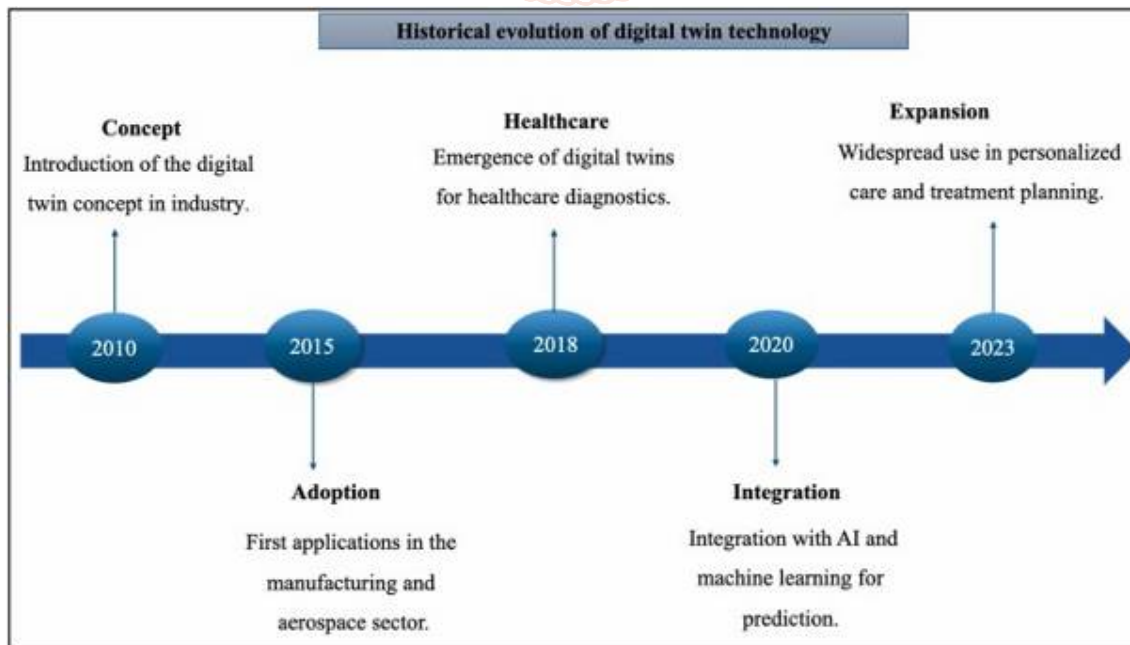 Historical evolution of digital twin technology
Concept
Introduction of the digital
twin concept in industry.
Healthcare
Emergence of digital twins
for healthcare diagnostics.
Expansion
Widespread use in personalized
care and treatment planning.
2010
2015
2018
2020
2023
Adoption
First applications in the
manufacturing and
aerospace sector.
Integration
Integration with AI and
machine learning for
prediction.